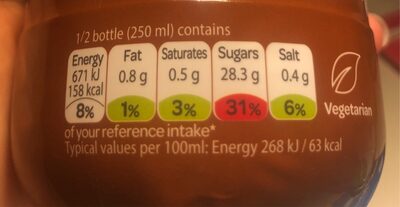 1/2 bottle (250 ml) contains
Energy Fat Saturates Sugars Salt
671 kJ 0.8 g 0.5 g 28.3 g 0.4 g
158 kcal
8% 1% 3% 31% 6%
Vegetarian
of your reference intake*
Typical values per 100ml: Energy 268 kJ / 63 kcal